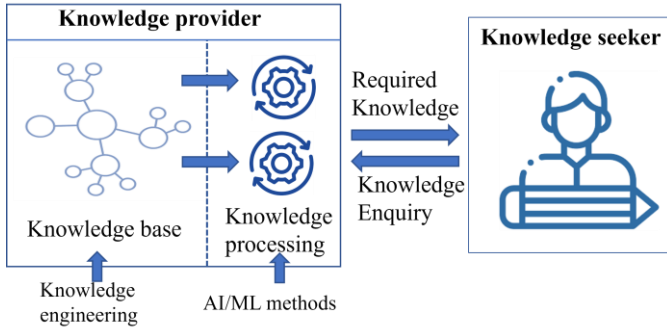 Knowledge provider
Knowledge seeker
Required
Knowledge
Knowledge
Enquiry
Knowledge base
Knowledge
processing
Knowledge
engineering
AI/ML methods